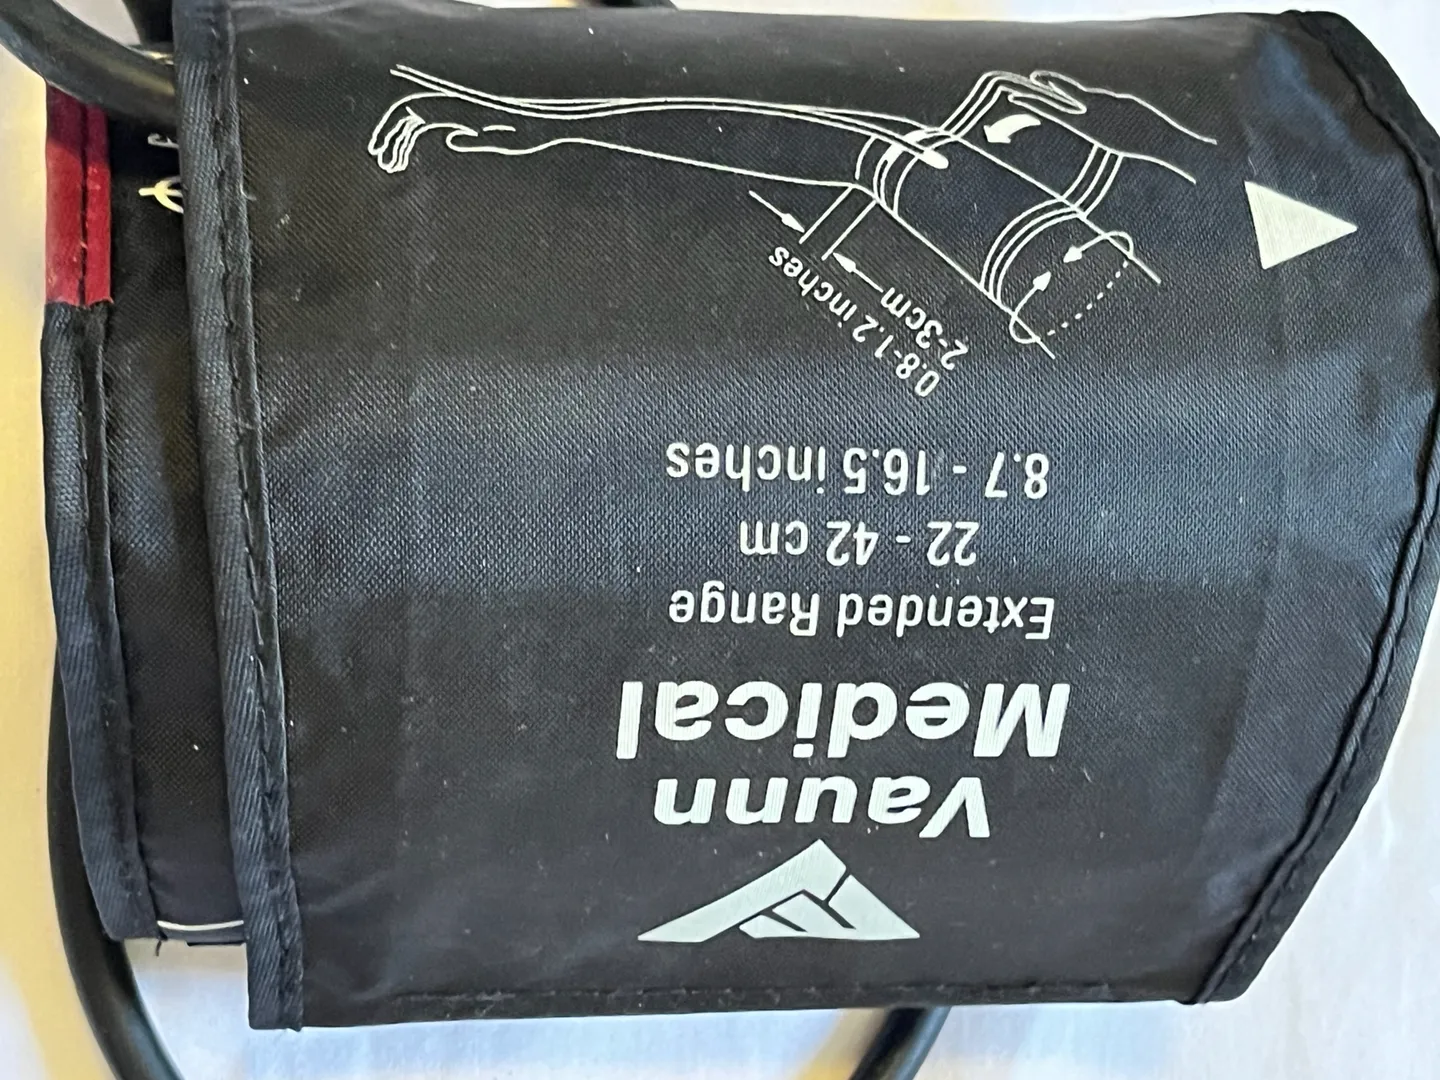 Vaunn
Medical
Extended Range
22 - 42 cm
8.7 - 16.5 inches
0.8-1.2 inches
2-3cm